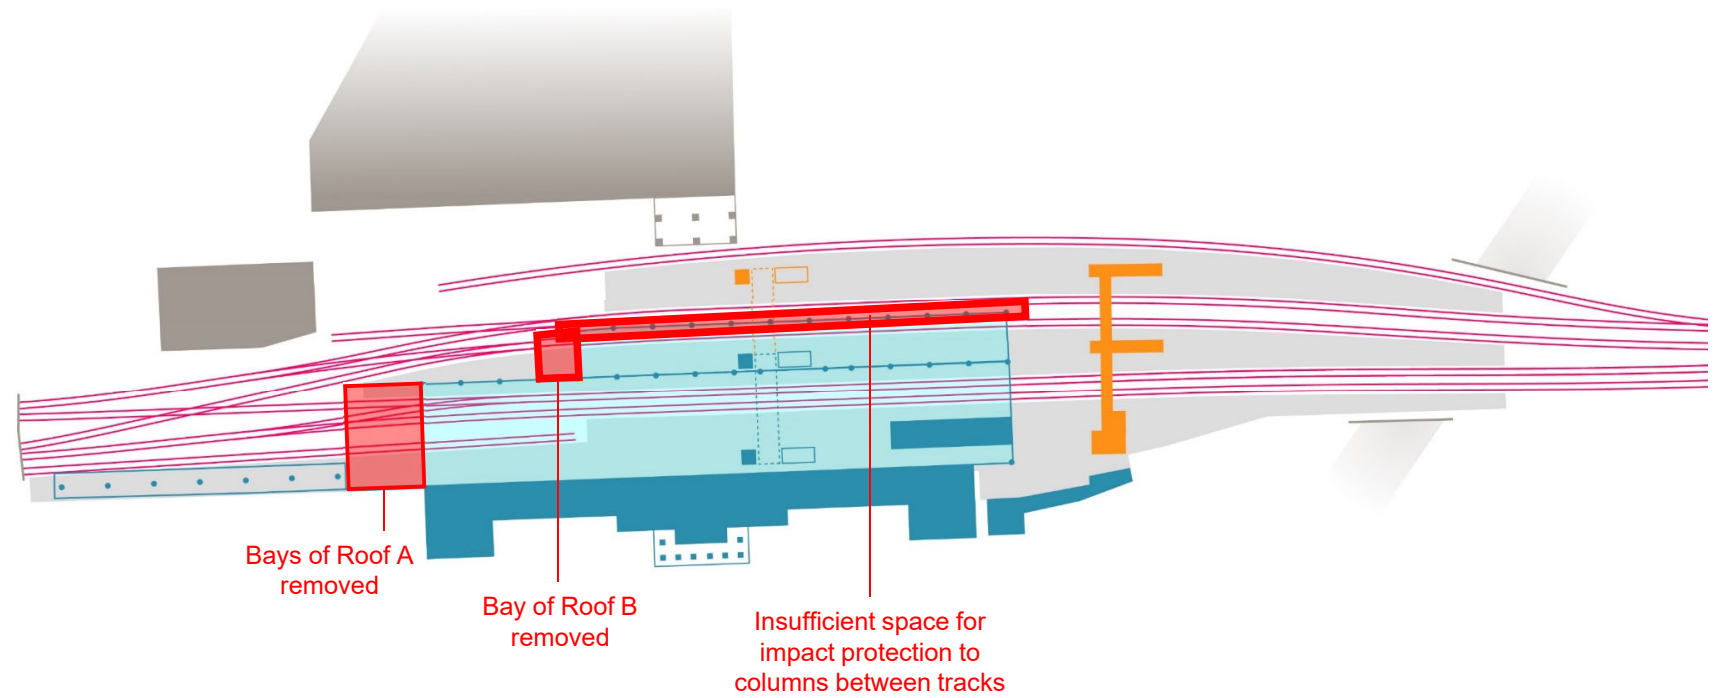 Bays of Roof A
removed
Bay of Roof B
removed
Insufficient space for
impact protection to
columns between tracks